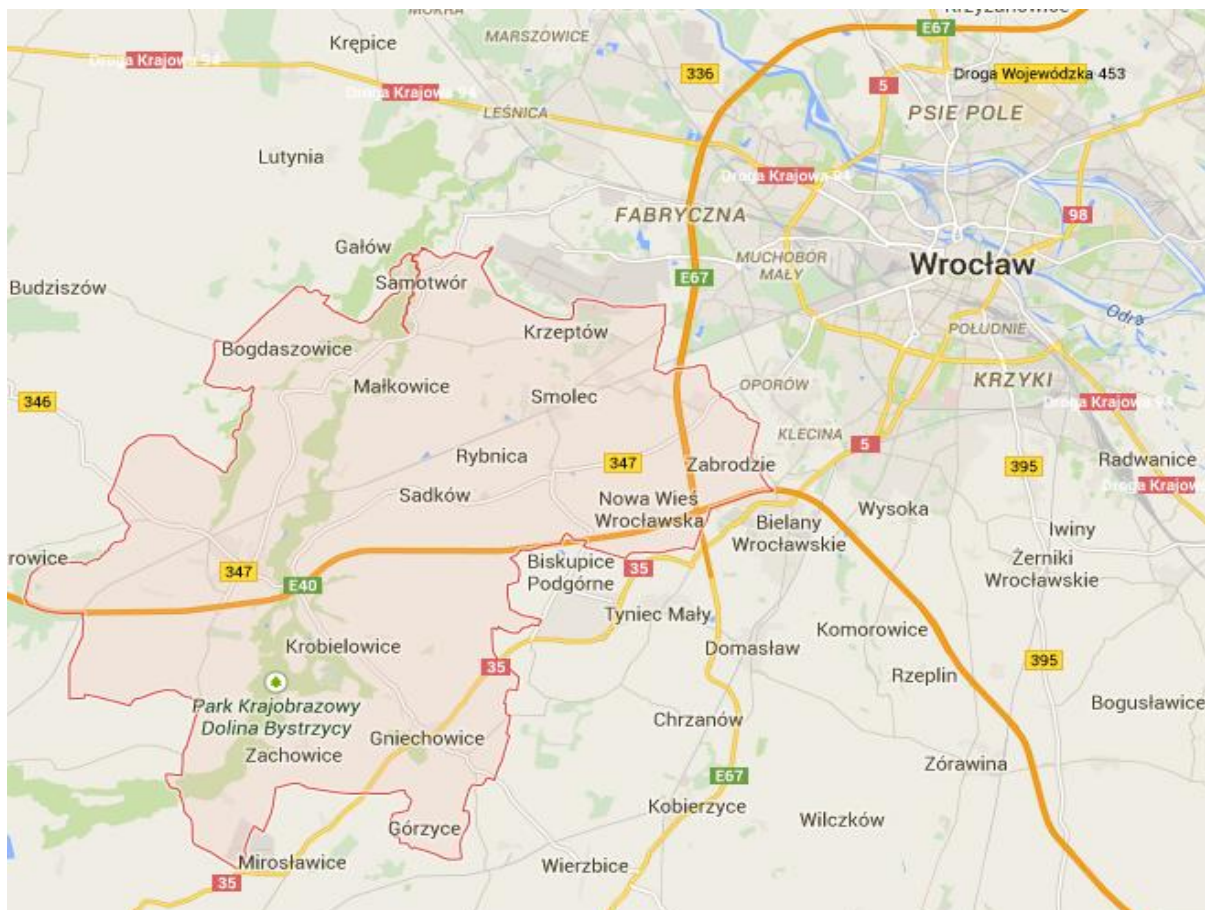 MOKRA
Krzyżanowice
E67
Krępice
MARSZOWICE
Droga Krajowa 94
336
Droga Wojewódzka 453
5
Droga Krajowa 94
LEŚNICA
PSIE POLE
Lutynia
Droga Krajowa 94
FABRYCZNA
98
Gałów
MUCHOBÓR
MAŁY
Wrocław
E67
Samotwór
Budziszów
Odra
Krzeptów
POŁUDNIE
Bogdaszowice
Małkowice
OPORÓW
KRZYKI
Smolec
346
Droga Krajowa 94
KLECINA
5
Rybnica
347
Zabrodzie
395
Radwanice
Droga Krajowa
Sadków
Nowa Wieś
Wrocławska
Wysoka
Bielany
Wrocławskie
Iwiny
rowice
Biskupice
Podgórne
35
Żerniki
Wrocławskie
347
E40
Tyniec Mały
Komorowice
Krobielowice
Domasław
35
395
Rzeplin
Park Krajobrazowy
Dolina Bystrzycy
Bogusławice
Chrzanów
Gniechowice
Zachowice
Żórawina
E67
Kobierzyce
Wilczków
Górzyce
Mirosławice
Wierzbice
35